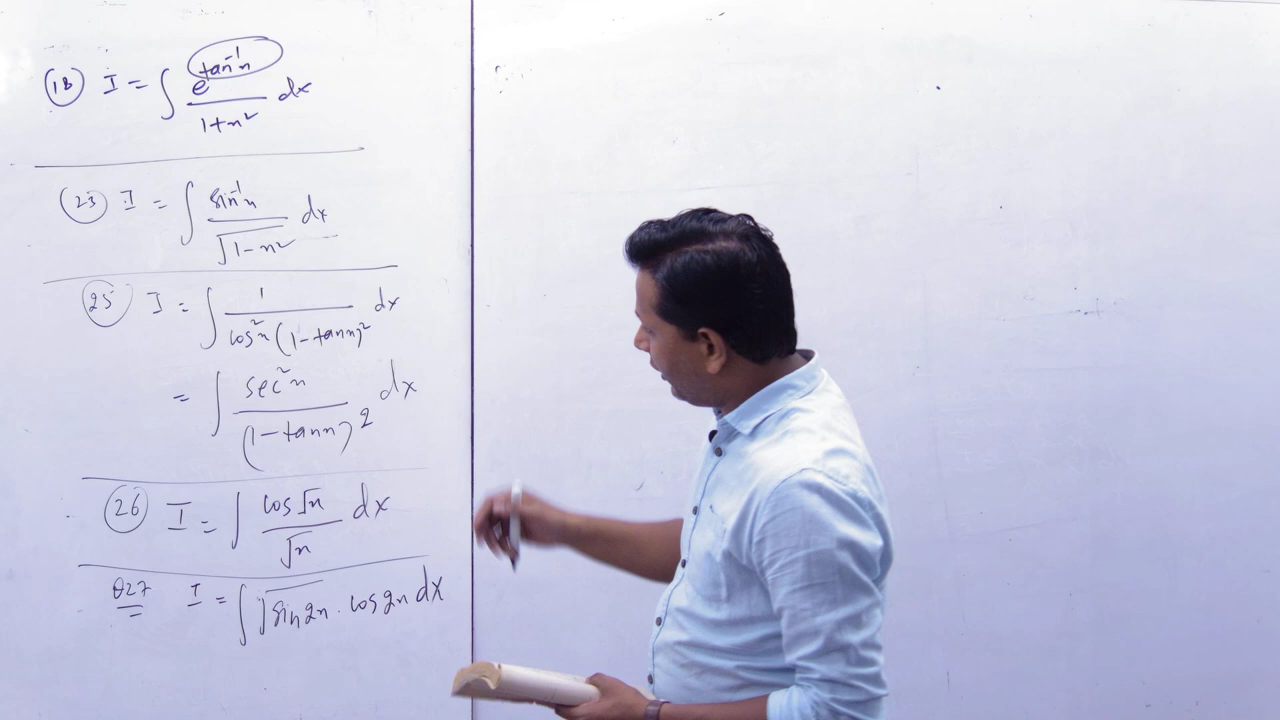 (18) I = ∫ e^(tan⁻¹x) / (1+x²) dx
(23) I = ∫ sin⁻¹x / √(1-x²) dx
(25) I = ∫ 1 / (cos²x (1-tanx)²) dx
= ∫ sec²x / (1-tanx)² dx
(26) I = ∫ cos√x / √x dx
Q27 I = ∫ √(sin2x) . cos2x dx